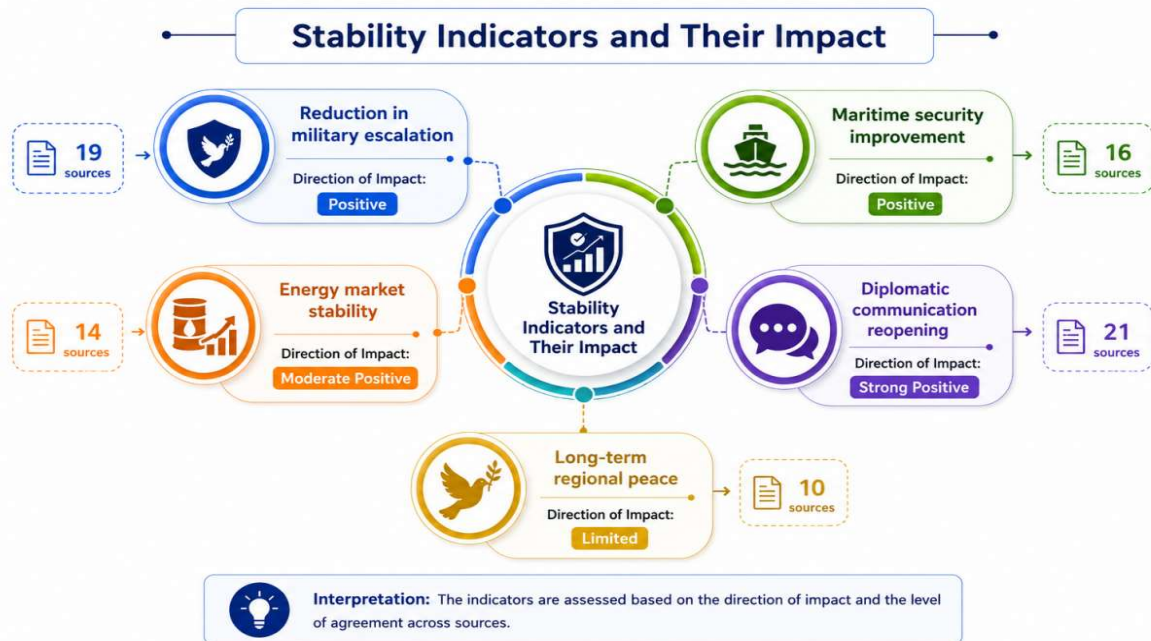 Stability Indicators and Their Impact
19
sources
Reduction in
military escalation
Direction of Impact:
Positive
Maritime security
improvement
Direction of Impact:
Positive
16
sources
14
sources
Energy market
stability
Direction of Impact:
Moderate Positive
Stability
Indicators and
Their Impact
Diplomatic
communication
reopening
Direction of Impact:
Strong Positive
21
sources
Long-term
regional peace
Direction of Impact:
Limited
10
sources
Interpretation: The indicators are assessed based on the direction of impact and the level
of agreement across sources.